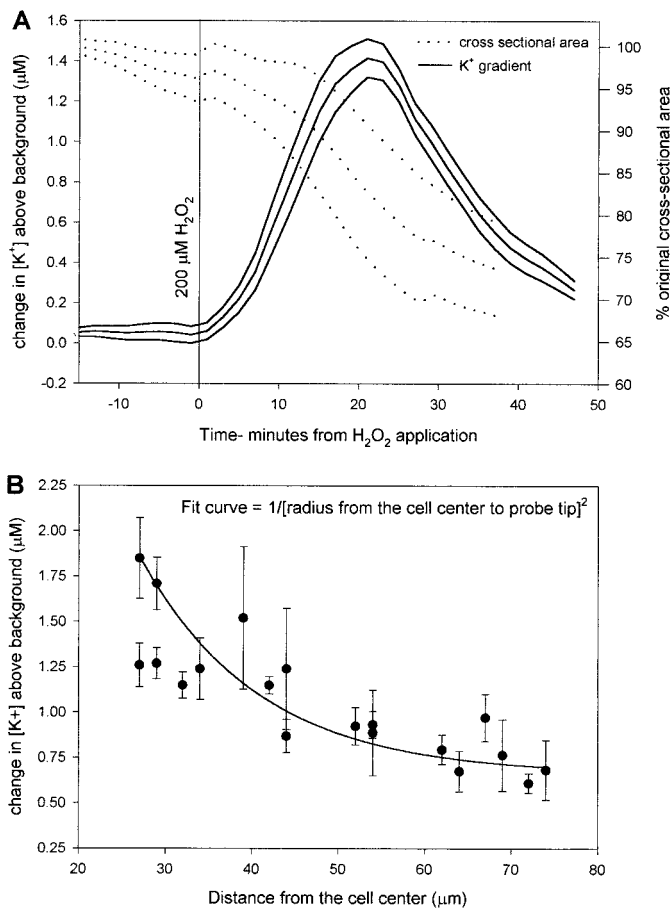 A
change in [K⁺] above background (µM)
1.6
1.4
1.2
1.0
0.8
0.6
0.4
0.2
0.0
-0.2
200 µM H₂O₂
cross sectional area
K⁺ gradient
100
95
90
85
80
75
70
65
60
% original cross-sectional area
-10 0 10 20 30 40 50
Time- minutes from H₂O₂ application
B
change in [K+] above background (µM)
2.25
2.00
1.75
1.50
1.25
1.00
0.75
0.50
0.25
Fit curve = 1/[radius from the cell center to probe tip]²
20 30 40 50 60 70 80
Distance from the cell center (µm)